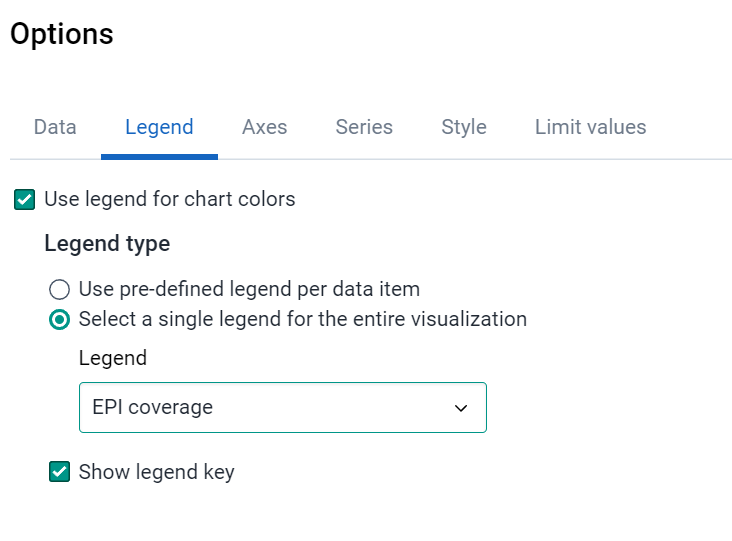 Options
Data Legend Axes Series Style Limit values
Use legend for chart colors
Legend type
Use pre-defined legend per data item
Select a single legend for the entire visualization
Legend
EPI coverage
Show legend key